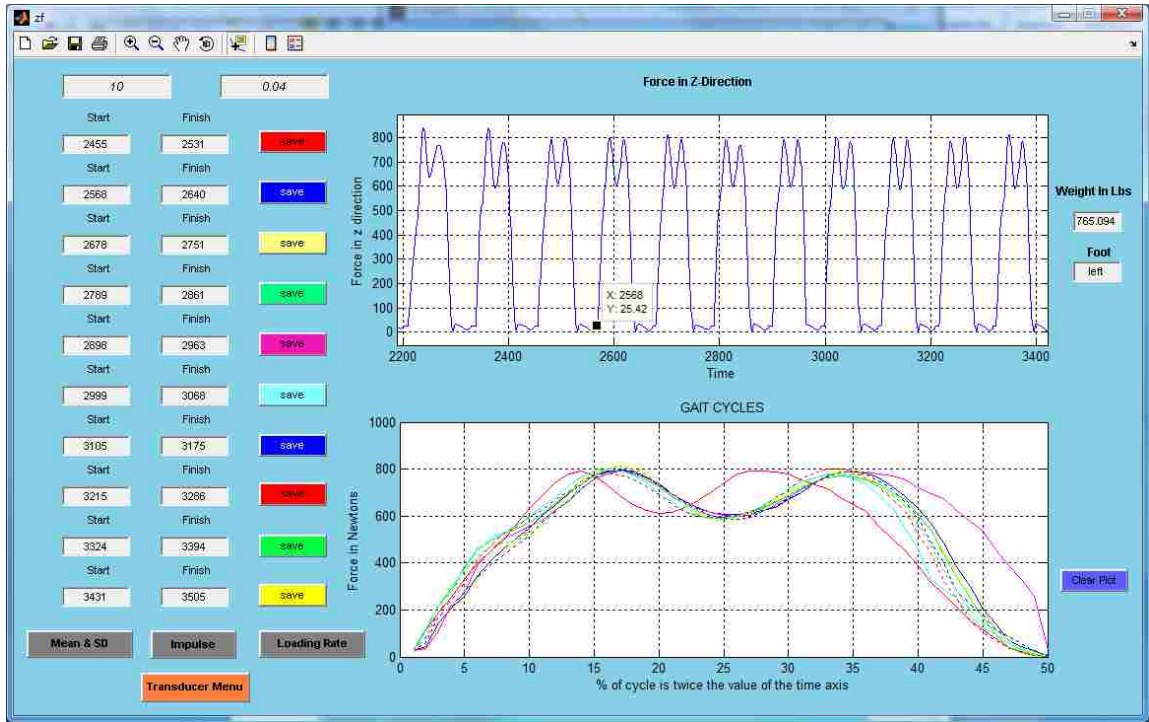 zf
10 0.04
Start Finish
2455 2531 save
Start Finish
2568 2640 save
Start Finish
2678 2751 save
Start Finish
2789 2861 save
Start Finish
2898 2963 save
Start Finish
2999 3068 save
Start Finish
3105 3175 save
Start Finish
3215 3286 save
Start Finish
3324 3394 save
Start Finish
3431 3505 save
Mean & SD Impulse Loading Rate
Transducer Menu
Force in Z-Direction
Force in z direction
800
700
600
500
400
300
200
100
0
X: 2568
Y: 25.42
2200 2400 2600 2800 3000 3200 3400
Time
Weight In Lbs
765.094
Foot
left
GAIT CYCLES
Force in Newtons
1000
800
600
400
200
0
0 5 10 15 20 25 30 35 40 45 50
% of cycle is twice the value of the time axis
Clear Plot